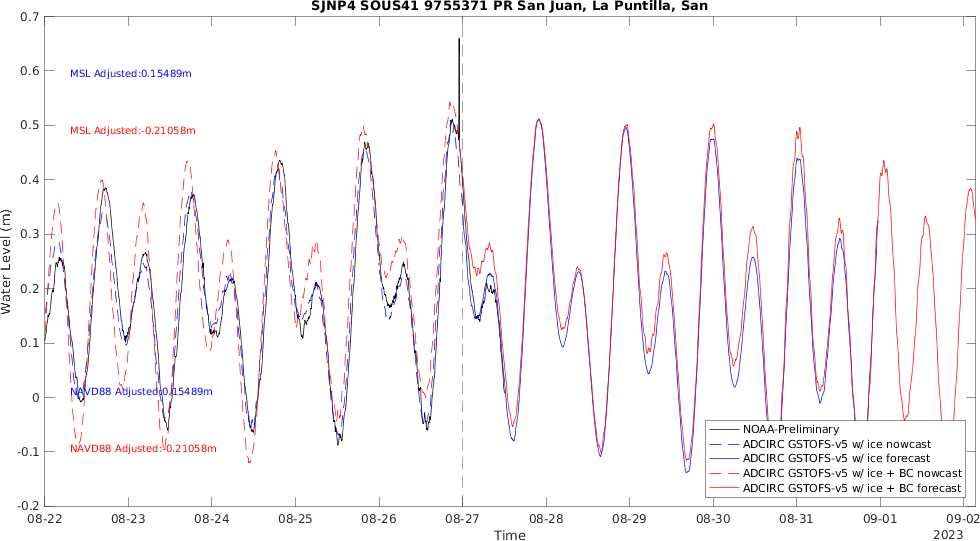 SJNP4 SOUS41 9755371 PR San Juan, La Puntilla, San
0.7
0.6
0.5
0.4
0.3
0.2
0.1
0
-0.1
-0.2
Water Level (m)
MSL Adjusted:0.15489m
MSL Adjusted:-0.21058m
NAVD88 Adjusted:0.15489m
NAVD88 Adjusted:-0.21058m
NOAA-Preliminary
ADCIRC GSTOFS-v5 w/ ice nowcast
ADCIRC GSTOFS-v5 w/ ice forecast
ADCIRC GSTOFS-v5 w/ ice + BC nowcast
ADCIRC GSTOFS-v5 w/ ice + BC forecast
08-22 08-23 08-24 08-25 08-26 08-27 08-28 08-29 08-30 08-31 09-01 09-02
Time
2023